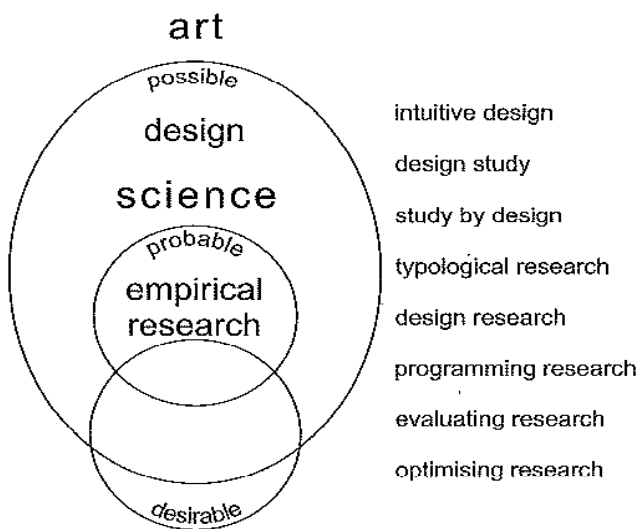 art
possible
design
science
probable
empirical
research
desirable
intuitive design
design study
study by design
typological research
design research
programming research
evaluating research
optimising research